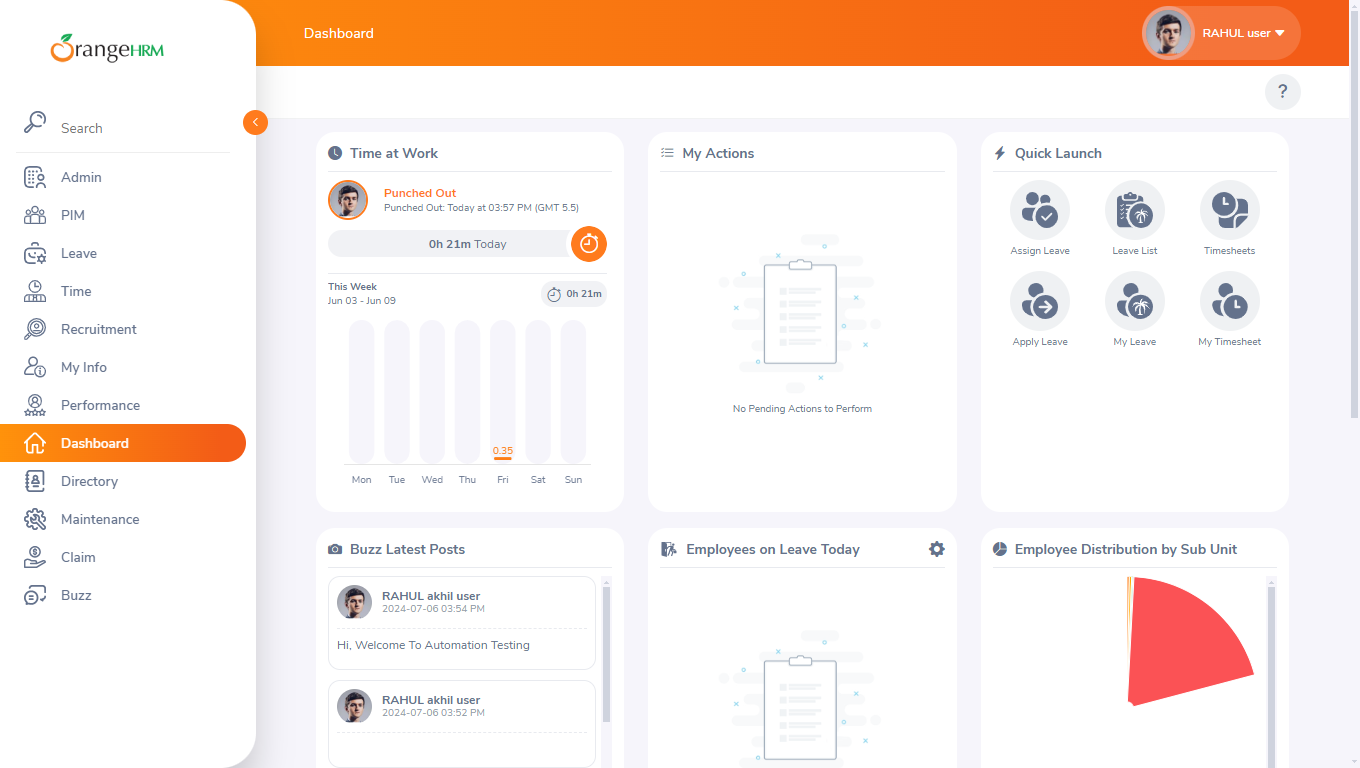 OrangeHRM
Search
Admin
PIM
Leave
Time
Recruitment
My Info
Performance
Dashboard
Directory
Maintenance
Claim
Buzz
Dashboard
RAHUL user
?
Time at Work
Punched Out
Punched Out: Today at 03:57 PM (GMT 5.5)
0h 21m Today
This Week
Jun 03 - Jun 09
0h 21m
0.35
Mon Tue Wed Thu Fri Sat Sun
My Actions
No Pending Actions to Perform
Quick Launch
Assign Leave
Leave List
Timesheets
Apply Leave
My Leave
My Timesheet
Buzz Latest Posts
RAHUL akhil user
2024-07-06 03:54 PM
Hi, Welcome To Automation Testing
RAHUL akhil user
2024-07-06 03:52 PM
Employees on Leave Today
Employee Distribution by Sub Unit